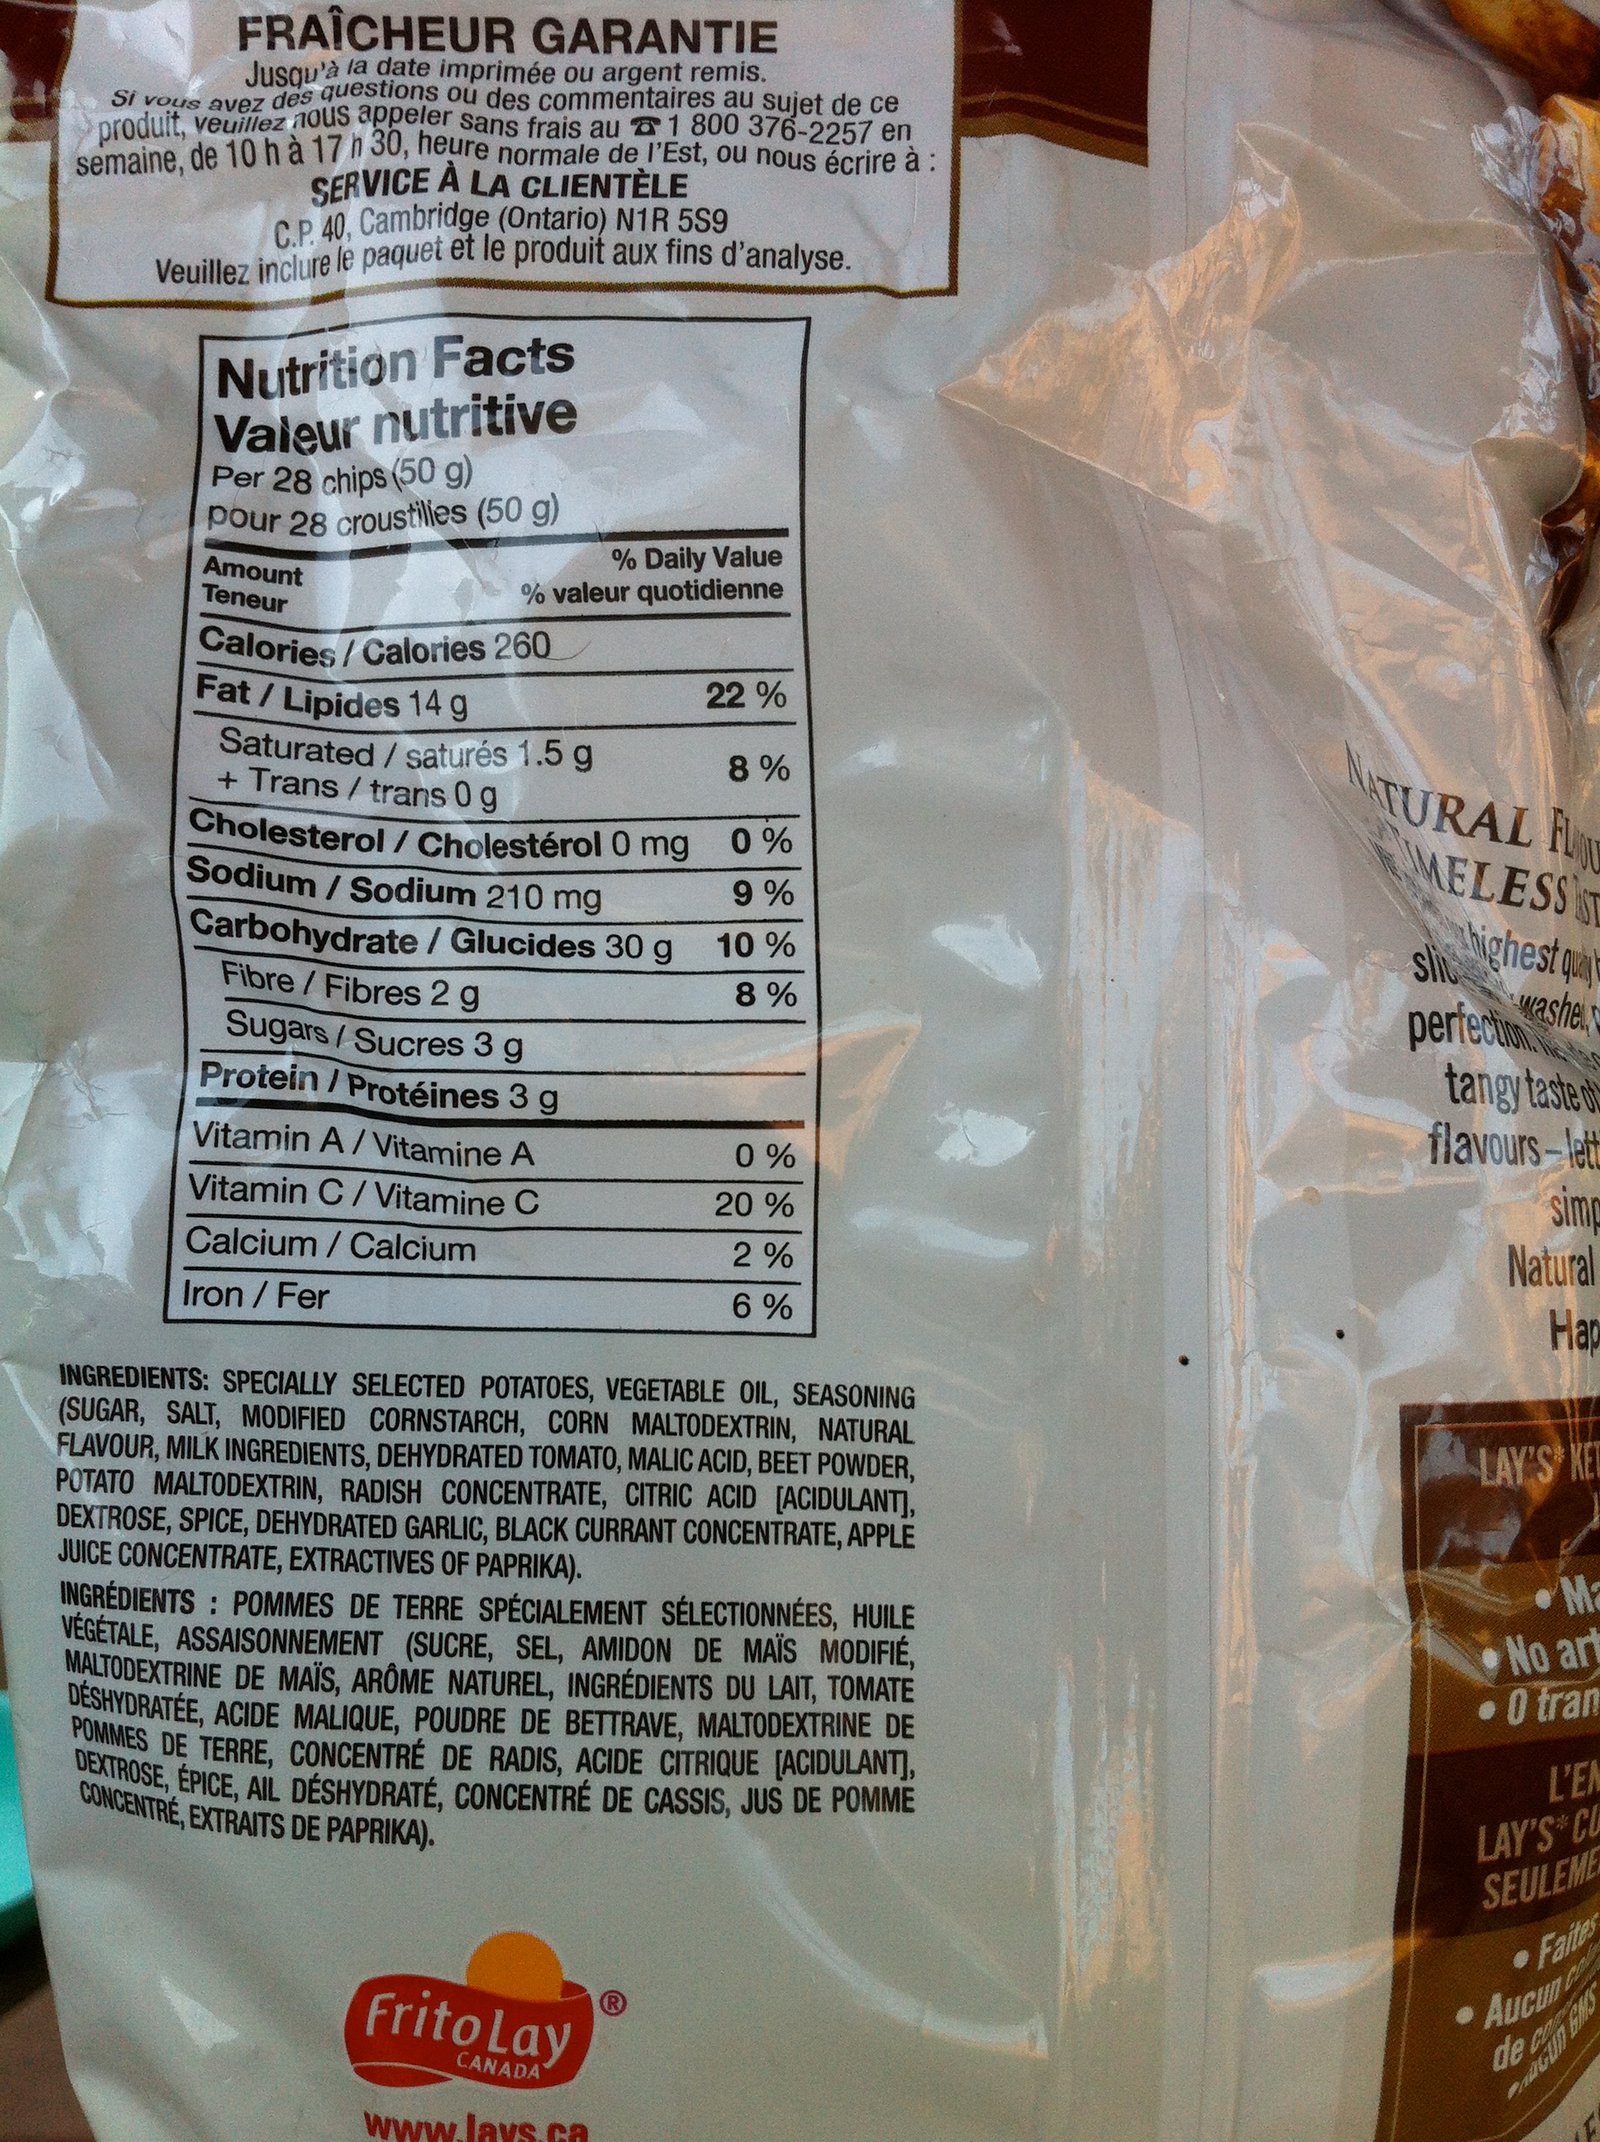 FRAÎCHEUR GARANTIE
Jusqu'à la date imprimée ou argent remis.
Si vous avez des questions ou des commentaires au sujet de ce
produit, veuillez nous appeler sans frais au ☎ 1 800 376-2257 en
semaine, de 10 h à 17 h 30, heure normale de l'Est, ou nous écrire à :
SERVICE À LA CLIENTÈLE
C.P. 40, Cambridge (Ontario) N1R 5S9
Veuillez inclure le paquet et le produit aux fins d'analyse.
Nutrition Facts
Valeur nutritive
Per 28 chips (50 g)
pour 28 croustilles (50 g)
Amount % Daily Value
Teneur % valeur quotidienne
Calories / Calories 260
Fat / Lipides 14 g 22 %
Saturated / saturés 1.5 g
+ Trans / trans 0 g 8 %
Cholesterol / Cholestérol 0 mg 0 %
Sodium / Sodium 210 mg 9 %
Carbohydrate / Glucides 30 g 10 %
Fibre / Fibres 2 g 8 %
Sugars / Sucres 3 g
Protein / Protéines 3 g
Vitamin A / Vitamine A 0 %
Vitamin C / Vitamine C 20 %
Calcium / Calcium 2 %
Iron / Fer 6 %
INGREDIENTS: SPECIALLY SELECTED POTATOES, VEGETABLE OIL, SEASONING
(SUGAR, SALT, MODIFIED CORNSTARCH, CORN MALTODEXTRIN, NATURAL
FLAVOUR, MILK INGREDIENTS, DEHYDRATED TOMATO, MALIC ACID, BEET POWDER,
POTATO MALTODEXTRIN, RADISH CONCENTRATE, CITRIC ACID [ACIDULANT],
DEXTROSE, SPICE, DEHYDRATED GARLIC, BLACK CURRANT CONCENTRATE, APPLE
JUICE CONCENTRATE, EXTRACTIVES OF PAPRIKA).
INGRÉDIENTS : POMMES DE TERRE SPÉCIALEMENT SÉLECTIONNÉES, HUILE
VÉGÉTALE, ASSAISONNEMENT (SUCRE, SEL, AMIDON DE MAÏS MODIFIÉ,
MALTODEXTRINE DE MAÏS, ARÔME NATUREL, INGRÉDIENTS DU LAIT, TOMATE
DÉSHYDRATÉE, ACIDE MALIQUE, POUDRE DE BETTRAVE, MALTODEXTRINE DE
POMMES DE TERRE, CONCENTRÉ DE RADIS, ACIDE CITRIQUE [ACIDULANT],
DEXTROSE, ÉPICE, AIL DÉSHYDRATÉ, CONCENTRÉ DE CASSIS, JUS DE POMME
CONCENTRÉ, EXTRAITS DE PAPRIKA).
FritoLay ®
CANADA
www.lays.ca
NATURAL
TIMELESS
highest
washed,
perfection.
tangy taste
flavours –
Natural
LAY'S*
• No
• 0
LAY'S*
• Faites
• Aucun
de